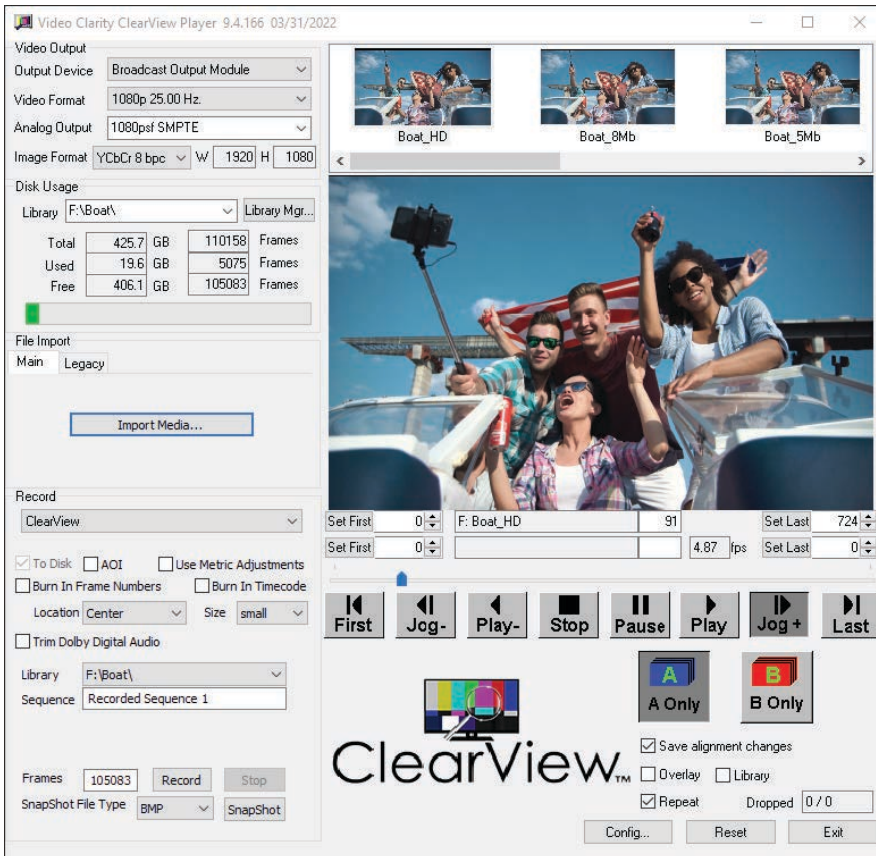 Video Clarity ClearView Player 9.4.166 03/31/2022
Video Output
Output Device Broadcast Output Module
Video Format 1080p 25.00 Hz.
Analog Output 1080psf SMPTE
Image Format YCbCr 8 bpc W 1920 H 1080
Disk Usage
Library F:\Boat\ Library Mgr...
Total 425.7 GB 110158 Frames
Used 19.6 GB 5075 Frames
Free 406.1 GB 105083 Frames
File Import
Main Legacy
Import Media...
Record
ClearView
To Disk AOI Use Metric Adjustments
Burn In Frame Numbers Burn In Timecode
Location Center Size small
Trim Dolby Digital Audio
Library F:\Boat\
Sequence Recorded Sequence 1
Frames 105083 Record Stop
SnapShot File Type BMP SnapShot
Boat_HD Boat_8Mb Boat_5Mb
Set First 0 F: Boat_HD 91 Set Last 724
Set First 0 4.87 fps Set Last 0
First Jog- Play- Stop Pause Play Jog + Last
A B
A Only B Only
ClearView™
Save alignment changes
Overlay Library
Repeat Dropped 0 / 0
Config... Reset Exit